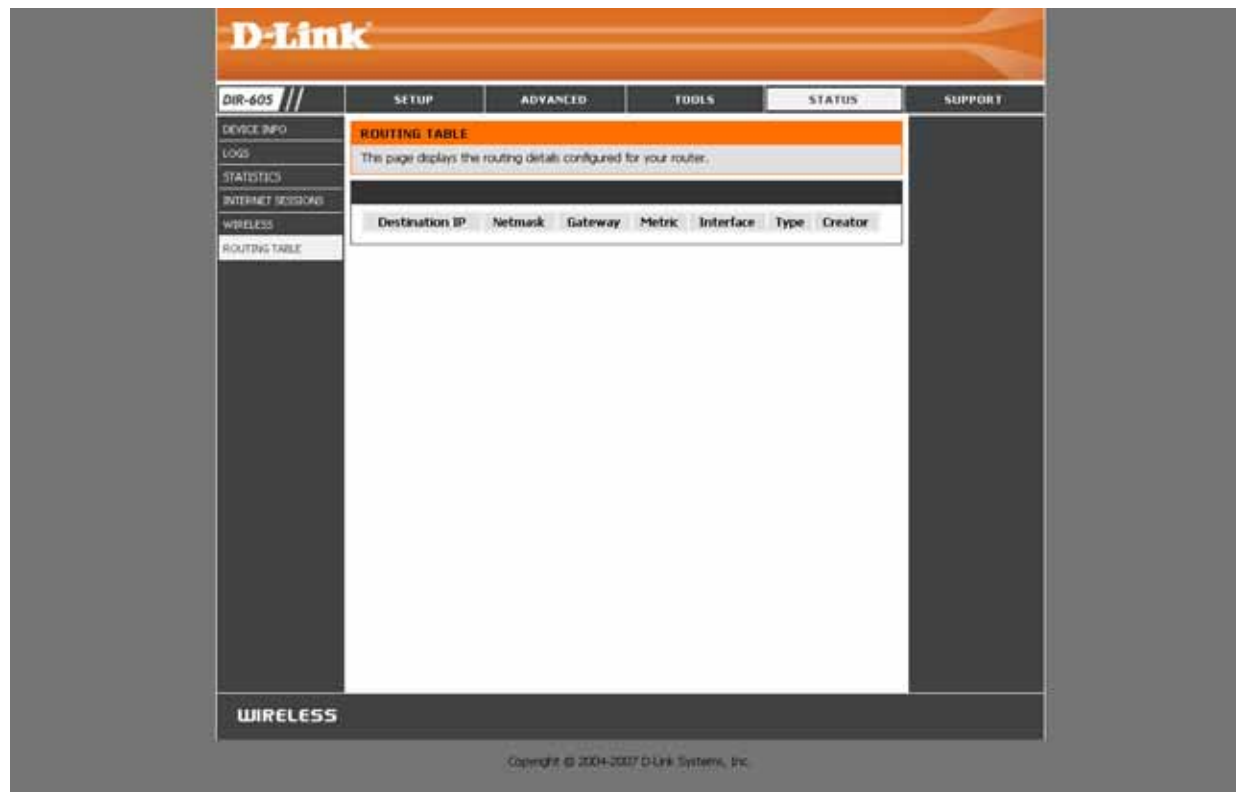 D-Link
DIR-605 // SETUP ADVANCED TOOLS STATUS SUPPORT
DEVICE INFO
LOGS
STATISTICS
INTERNET SESSIONS
WIRELESS
ROUTING TABLE
ROUTING TABLE
This page displays the routing details configured for your router.
Destination IP Netmask Gateway Metric Interface Type Creator
WIRELESS
Copyright © 2004-2007 D-Link Systems, Inc.